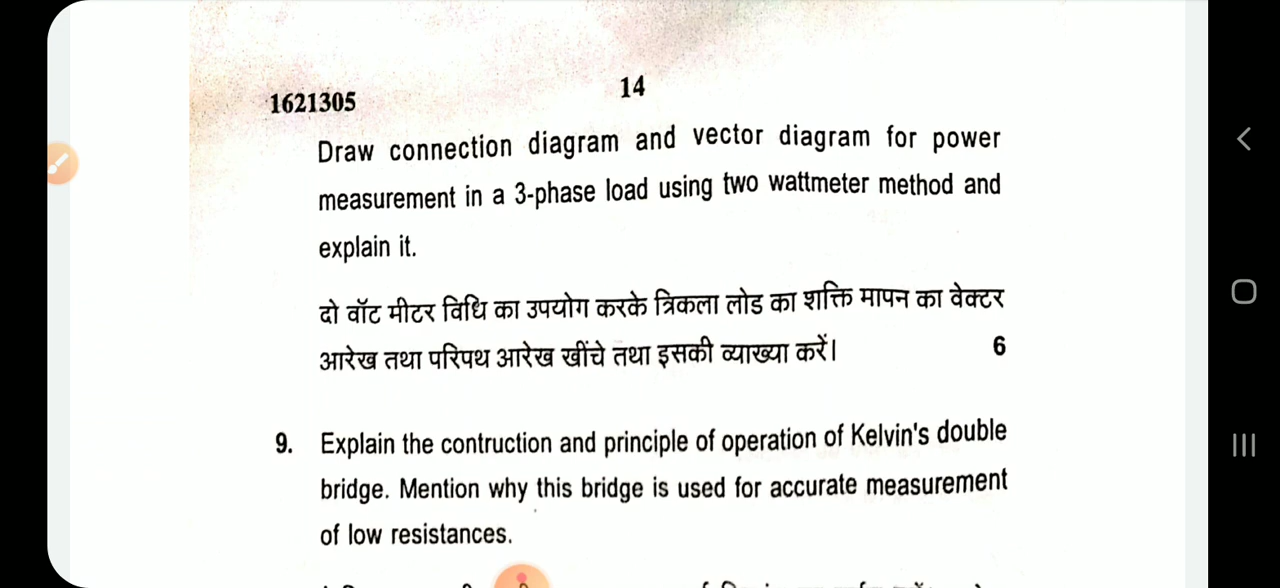 14
1621305
Draw connection diagram and vector diagram for power
measurement in a 3-phase load using two wattmeter method and
explain it.
दो वॉट मीटर विधि का उपयोग करके त्रिकला लोड का शक्ति मापन का वेक्टर
आरेख तथा परिपथ आरेख खींचे तथा इसकी व्याख्या करें।
6
9. Explain the contruction and principle of operation of Kelvin's double
bridge. Mention why this bridge is used for accurate measurement
of low resistances.